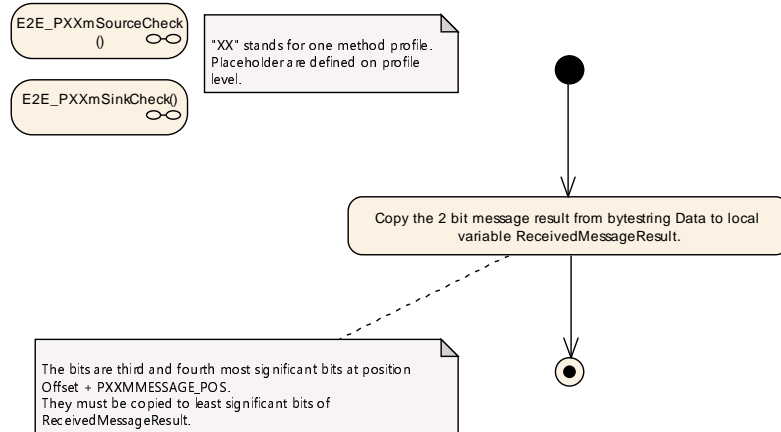 E2E_PXXmSourceCheck
()
"XX" stands for one method profile.
Placeholder are defined on profile
level.
E2E_PXXmSinkCheck()
Copy the 2 bit message result from bytestring Data to local
variable ReceivedMessageResult.
The bits are third and fourth most significant bits at position
Offset + PXXMMESSAGE_POS.
They must be copied to least significant bits of
ReceivedMessageResult.